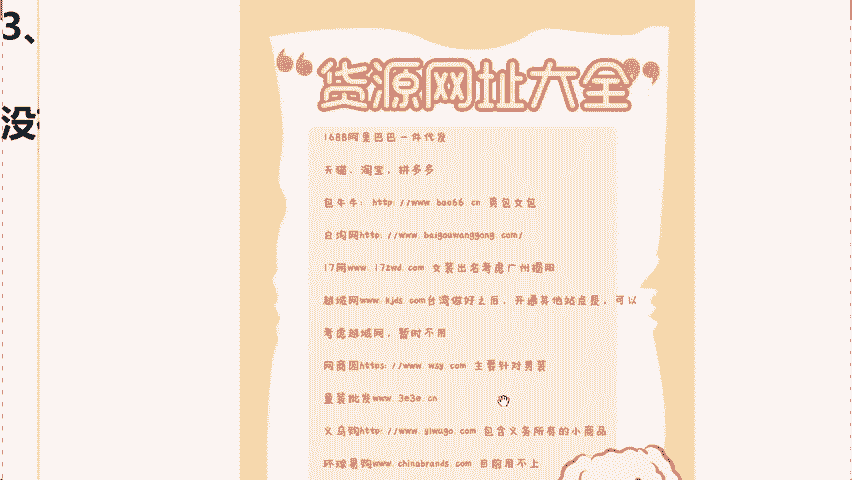 3、
没
货源网址大全
1688阿里巴巴一件代发
天猫，淘宝，拼多多
包牛牛：http://www.bao66.cn 男包女包
http://www.baigouwanggong.com/
17网www.17zwd.com 女装出名考虑广州揭阳
越域网www.kjds.com台湾做好之后，开通其他站点是，可以
考虑越域网，暂时不用
网商园https://www.wsy.com 主要针对男装
童装批发www.3e3e.cn
义乌购http://www.yiwugo.com 包含义务所有的小商品
环球易购www.chinabrands.com 目前用不上